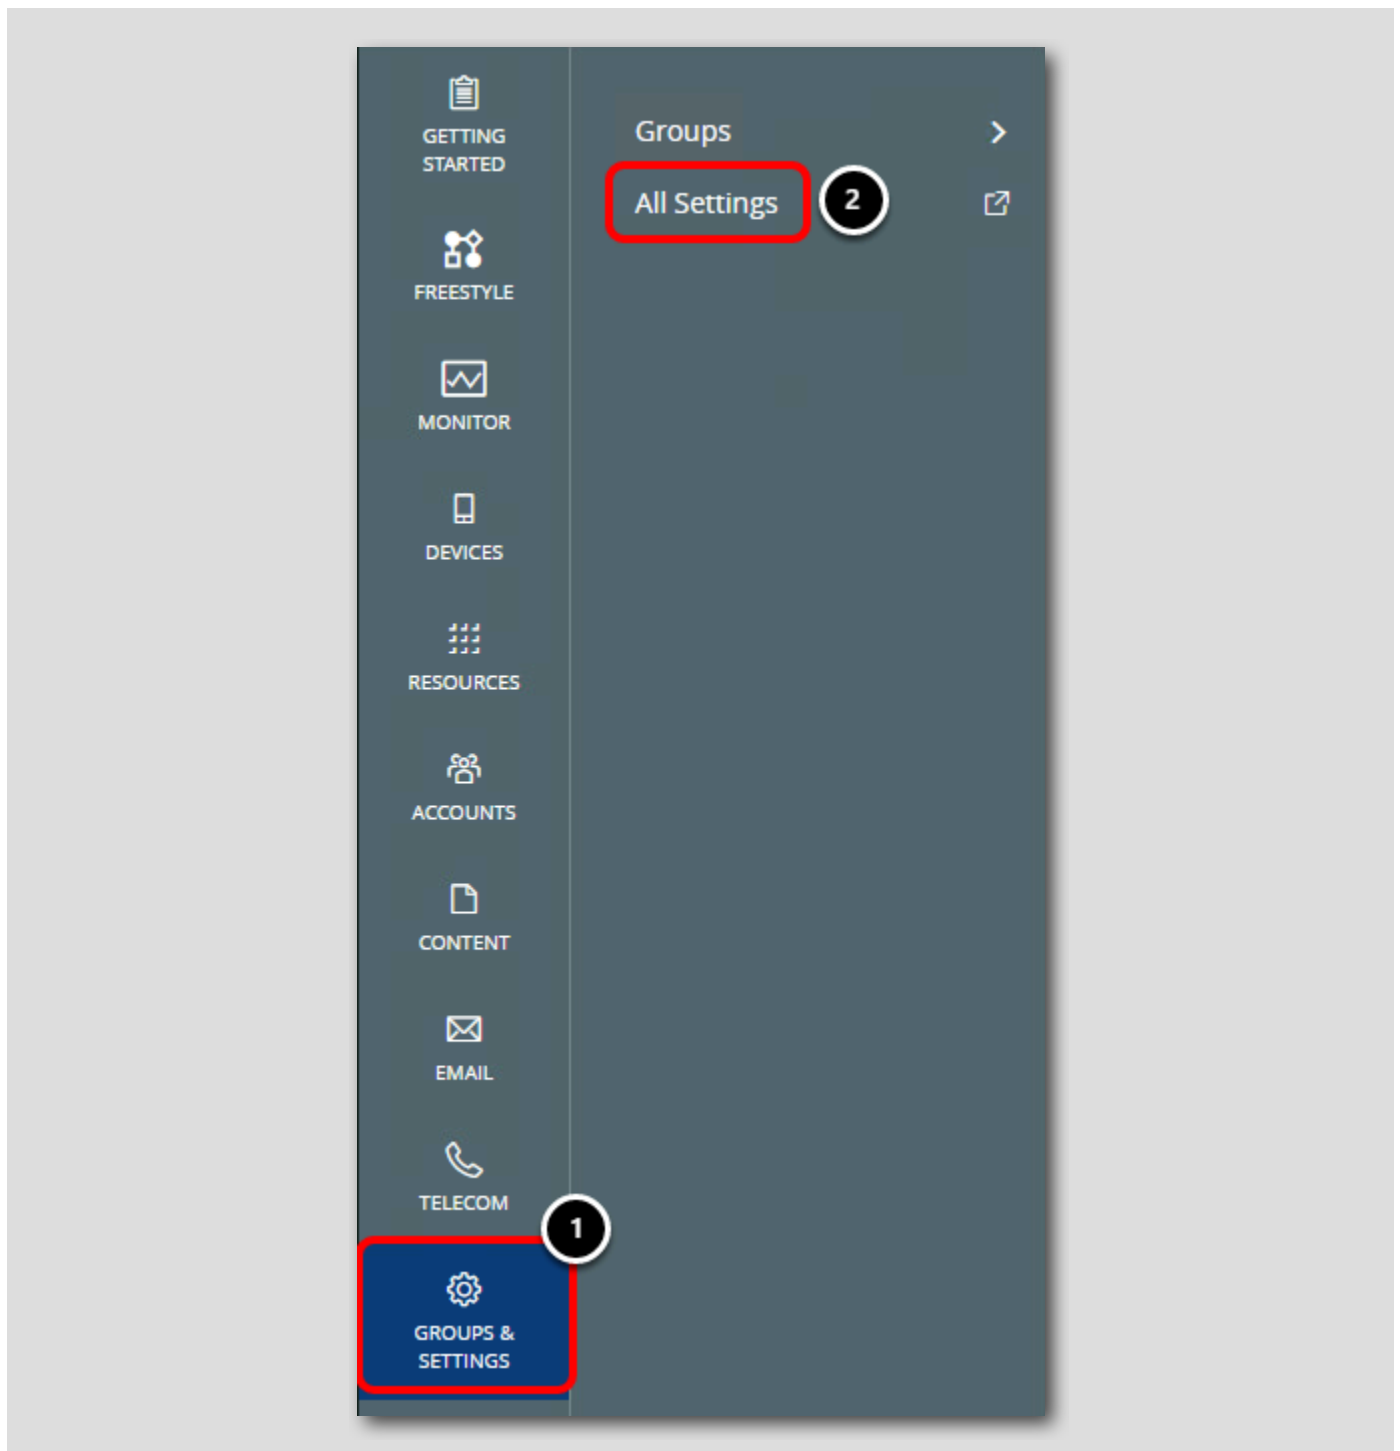 GETTING
STARTED
FREESTYLE
MONITOR
DEVICES
RESOURCES
ACCOUNTS
CONTENT
EMAIL
TELECOM
1
GROUPS &
SETTINGS
Groups
All Settings 2